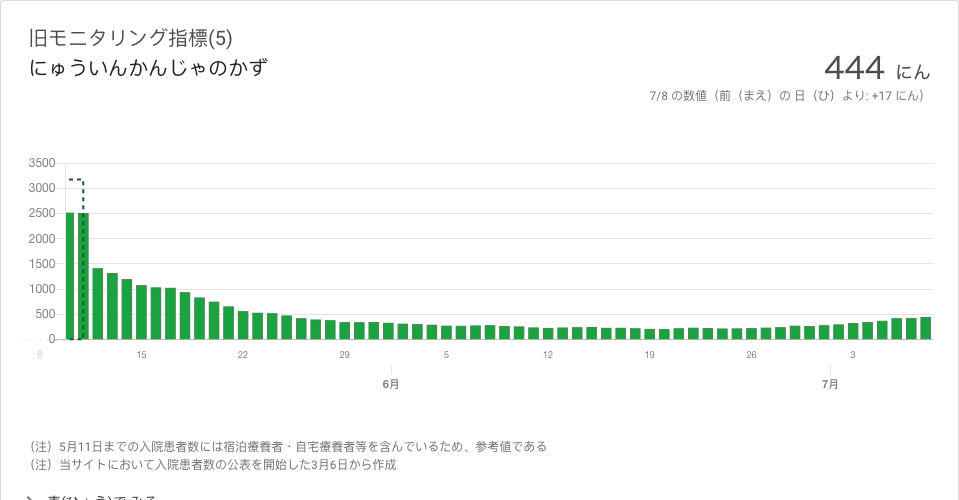 旧モニタリング指標(5)
にゅういんかんじゃのかず
444 にん
7/8 の数値（前（まえ）の 日（ひ）より: +17 にん）
3500
3000
2500
2000
1500
1000
500
0
8 15 22 29 5 12 19 26 3
6月 7月
（注）5月11日までの入院患者数には宿泊療養者・自宅療養者等を含んでいるため、参考値である
（注）当サイトにおいて入院患者数の公表を開始した3月6日から作成